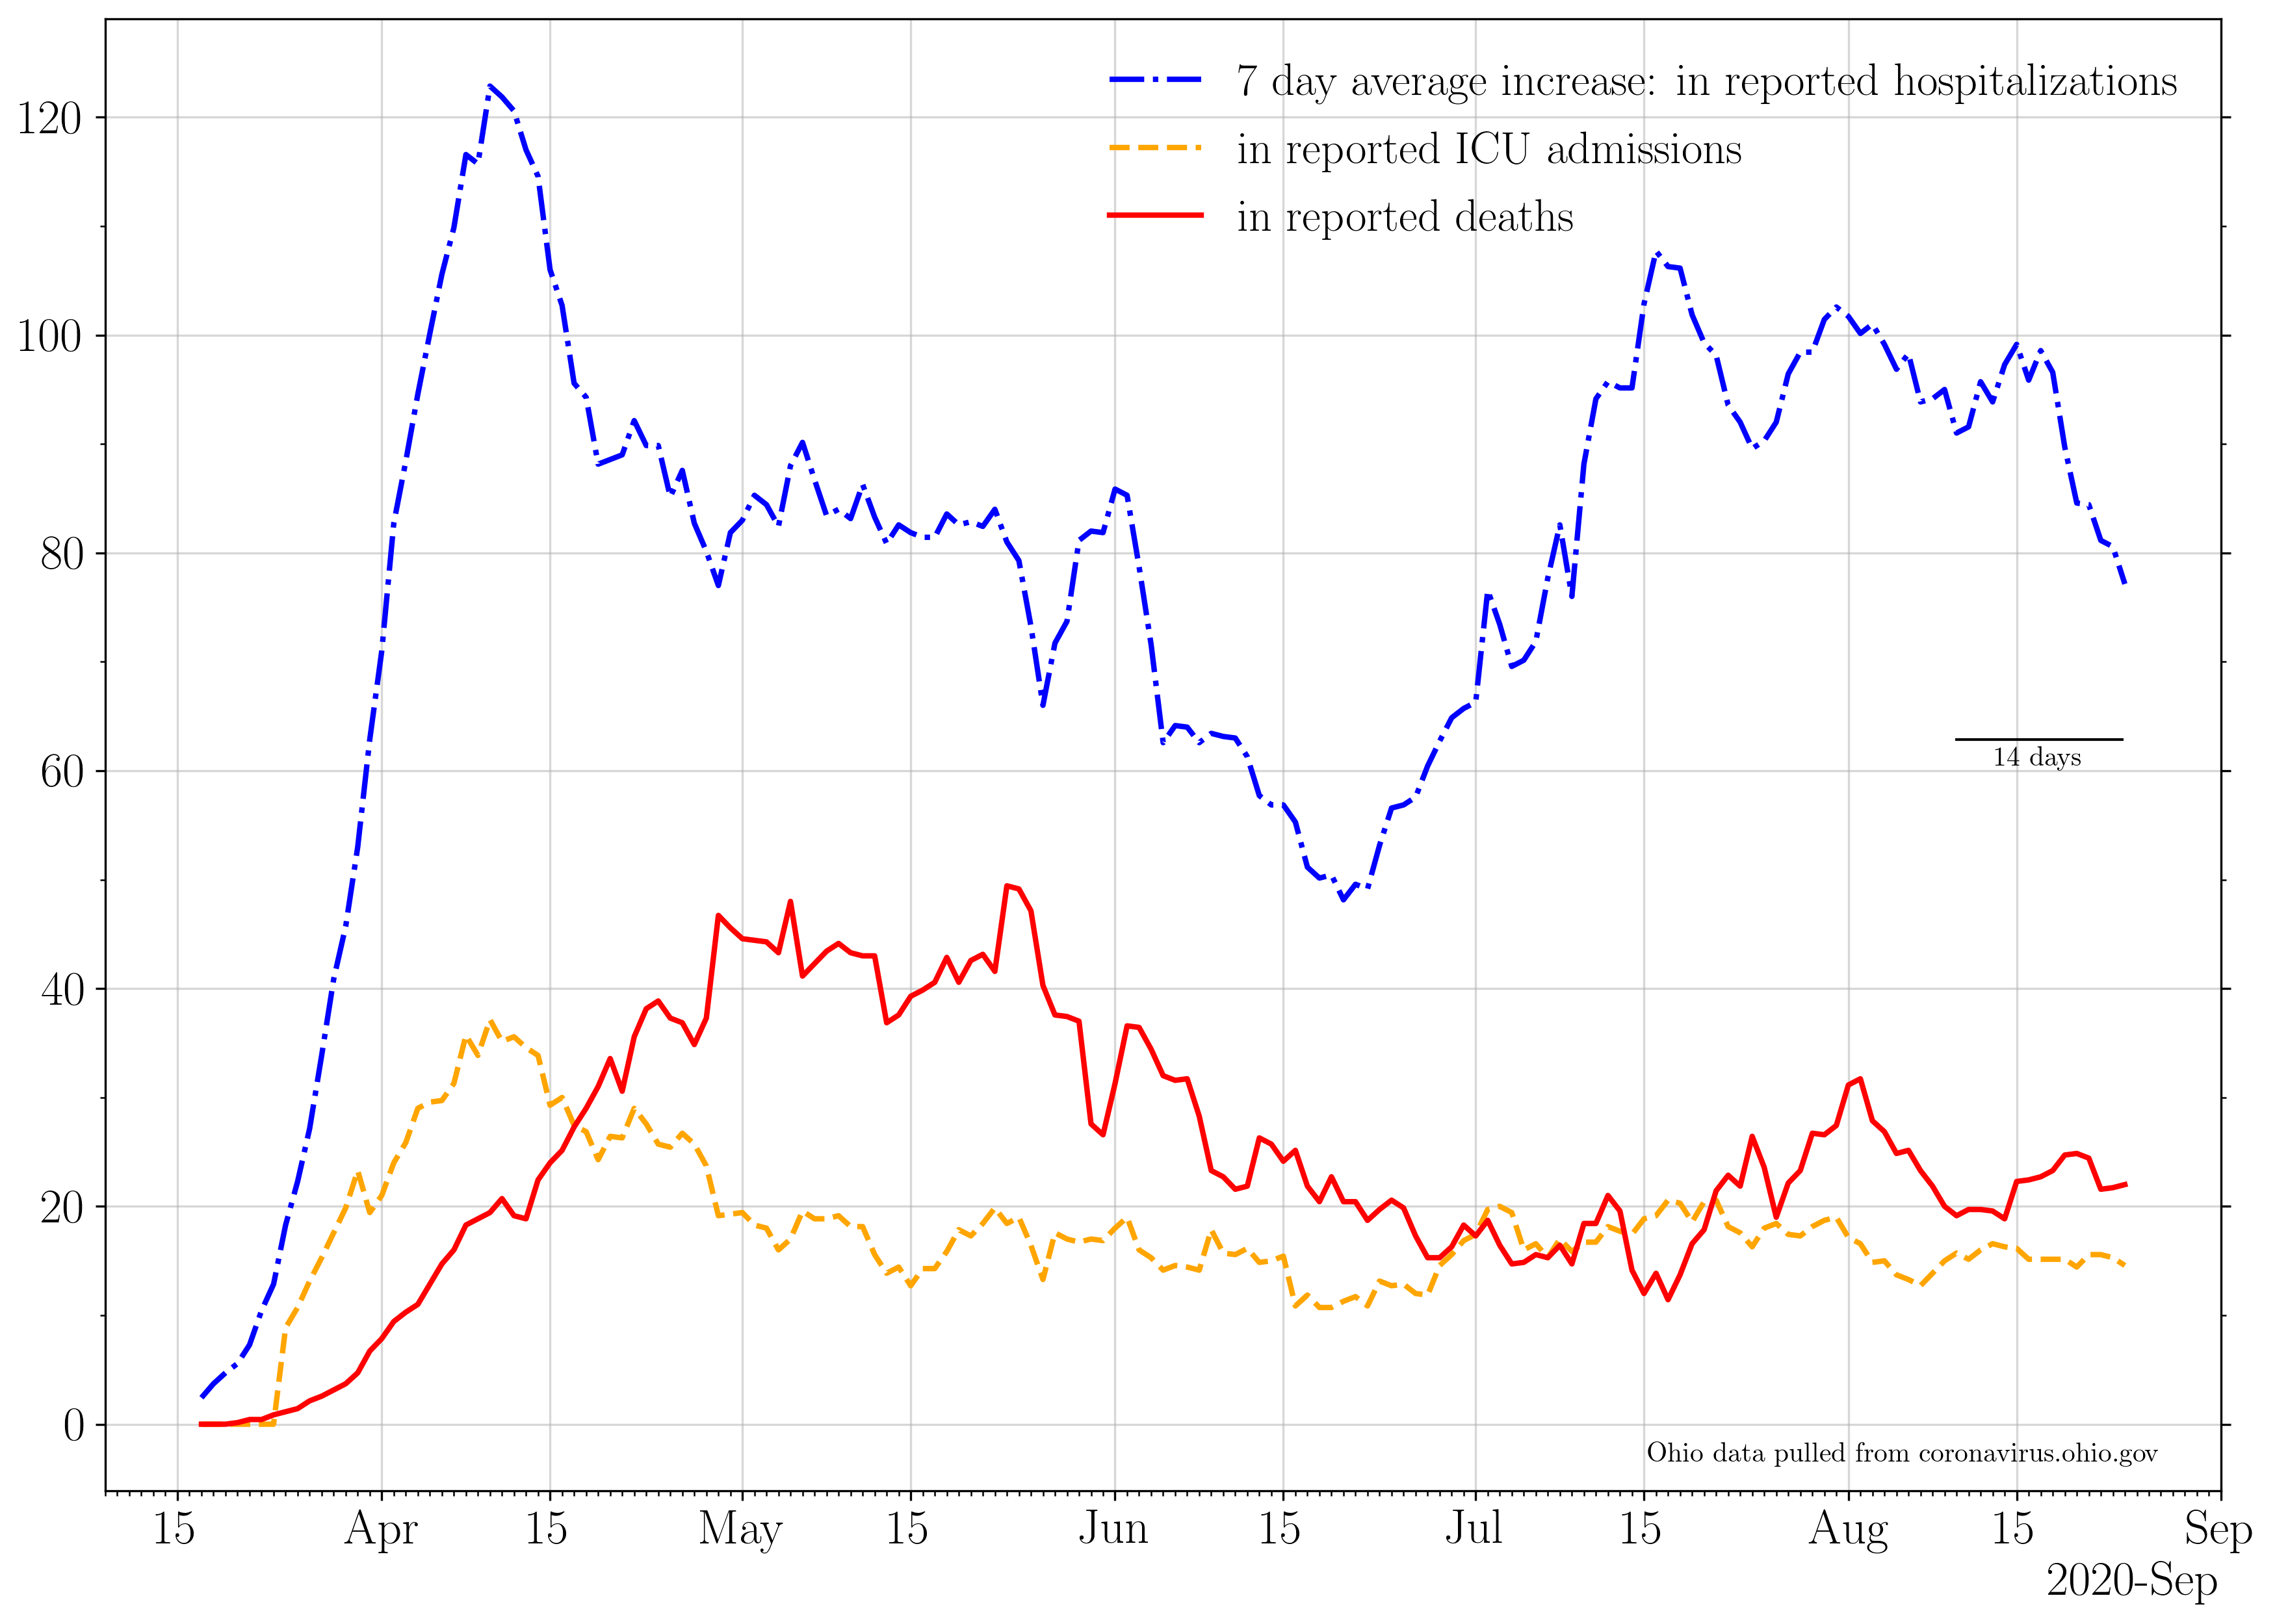 7 day average increase: in reported hospitalizations
in reported ICU admissions
in reported deaths
120
100
80
60
40
20
0
14 days
Ohio data pulled from coronavirus.ohio.gov
15 Apr 15 May 15 Jun 15 Jul 15 Aug 15 Sep
2020-Sep